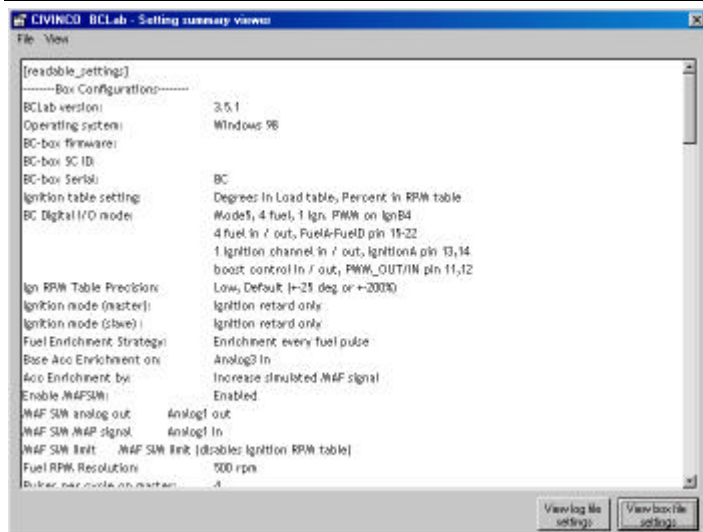 CIVINCO BCLab - Setting summary viewer
File View
[readable_settings]
--------Box Configurations-------
BCLab version: 3.5.1
Operating system: Windows 98
BC-box firmware:
BC-box SC ID:
BC-box Serial: BC
Ignition table setting: Degrees in Load table, Percent in RPM table
BC Digital I/O mode: Mode5, 4 fuel, 1 Ign. PWM on IgnB4
4 fuel in / out, FuelA-FuelD pin 15-22
1 ignition channel in / out, IgnitionA pin 13,14
boost control in / out, PWM_OUT/IN pin 11,12
Ign RPM Table Precision: Low, Default (+-25 deg or +-200%)
Ignition mode (master): Ignition retard only
Ignition mode (slave) : Ignition retard only
Fuel Enrichment Strategy: Enrichment every fuel pulse
Base Acc Enrichment on: Analog3 in
Acc Enrichment by: Increase simulated MAF signal
Enable MAFSIM: Enabled
MAF SIM analog out Analog1 out
MAF SIM MAP signal Analog1 in
MAF SIM limit MAF SIM limit (disables Ignition RPM table)
Fuel RPM Resolution: 500 rpm
Pulses per cycle on master: 4
View log file settings
View box file settings